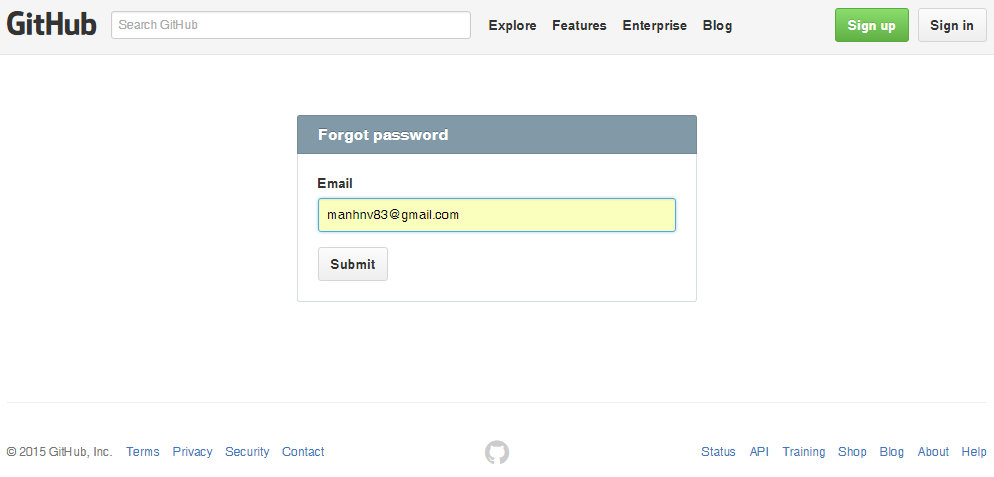 GitHub Search GitHub Explore Features Enterprise Blog Sign up Sign in
Forgot password
Email
manhnv83@gmail.com
Submit
© 2015 GitHub, Inc. Terms Privacy Security Contact Status API Training Shop Blog About Help